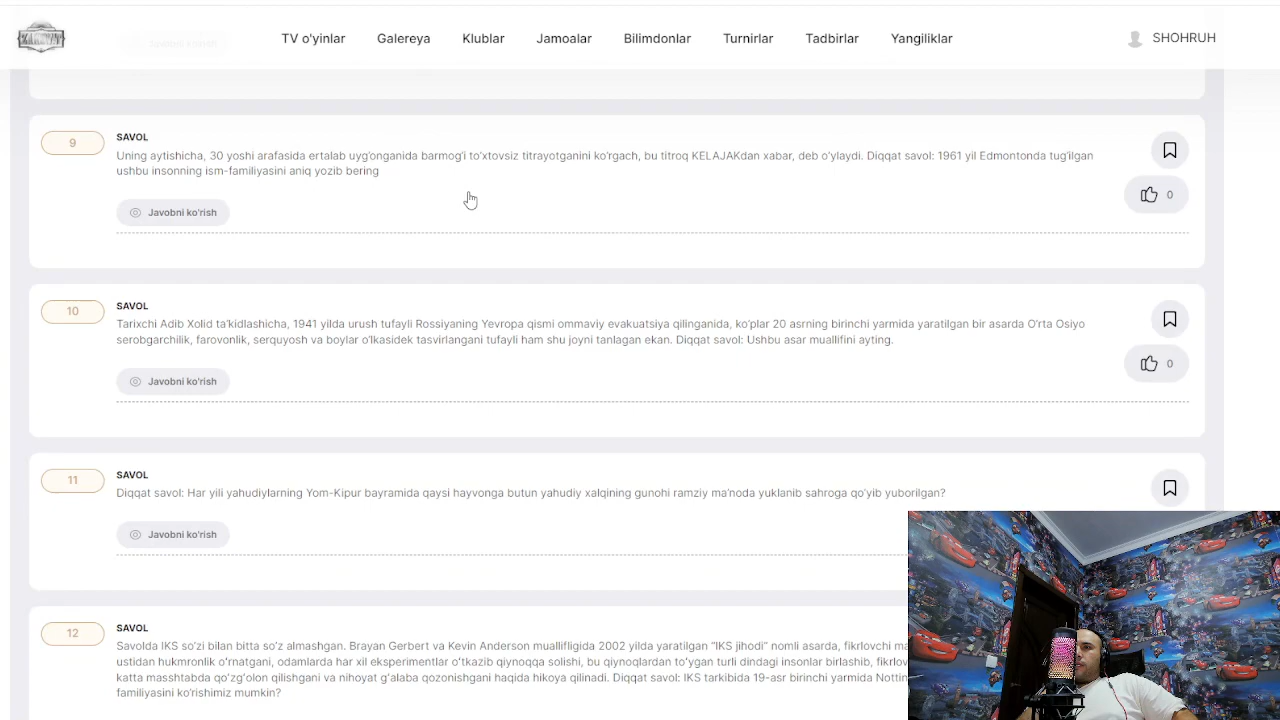 ZAKOVAT
TV o'yinlar
Galereya
Klublar
Jamoalar
Bilimdonlar
Turnirlar
Tadbirlar
Yangiliklar
SHOHRUH
Javobni ko'rish
9
SAVOL
Uning aytishicha, 30 yoshi arafasida ertalab uyg'onganida barmog'i to'xtovsiz titrayotganini ko'rgach, bu titroq KELAJAKdan xabar, deb o'ylaydi. Diqqat savol: 1961 yil Edmontonda tug'ilgan
ushbu insonning ism-familiyasini aniq yozib bering
0
Javobni ko'rish
10
SAVOL
Tarixchi Adib Xolid ta'kidlashicha, 1941 yilda urush tufayli Rossiyaning Yevropa qismi ommaviy evakuatsiya qilinganida, ko'plar 20 asrning birinchi yarmida yaratilgan bir asarda O'rta Osiyo
serobgarchilik, farovonlik, serquyosh va boylar o'lkasidek tasvirlangani tufayli ham shu joyni tanlagan ekan. Diqqat savol: Ushbu asar muallifini ayting.
0
Javobni ko'rish
11
SAVOL
Diqqat savol: Har yili yahudiylarning Yom-Kipur bayramida qaysi hayvonga butun yahudiy xalqining gunohi ramziy ma'noda yuklanib sahroga qo'yib yuborilgan?
Javobni ko'rish
12
SAVOL
Savolda IKS so'zi bilan bitta so'z almashgan. Brayan Gerbert va Kevin Anderson muallifligida 2002 yilda yaratilgan "IKS jihodi" nomli asarda, fikrlovchi ma
ustidan hukmronlik o'rnatgani, odamlarda har xil eksperimentlar o'tkazib qiynoqqa solishi, bu qiynoqlardan to'ygan turli dindagi insonlar birlashib, fikrlov
katta masshtabda qo'zg'olon qilishgani va nihoyat g'alaba qozonishgani haqida hikoya qilinadi. Diqqat savol: IKS tarkibida 19-asr birinchi yarmida Nottin
familiyasini ko'rishimiz mumkin?